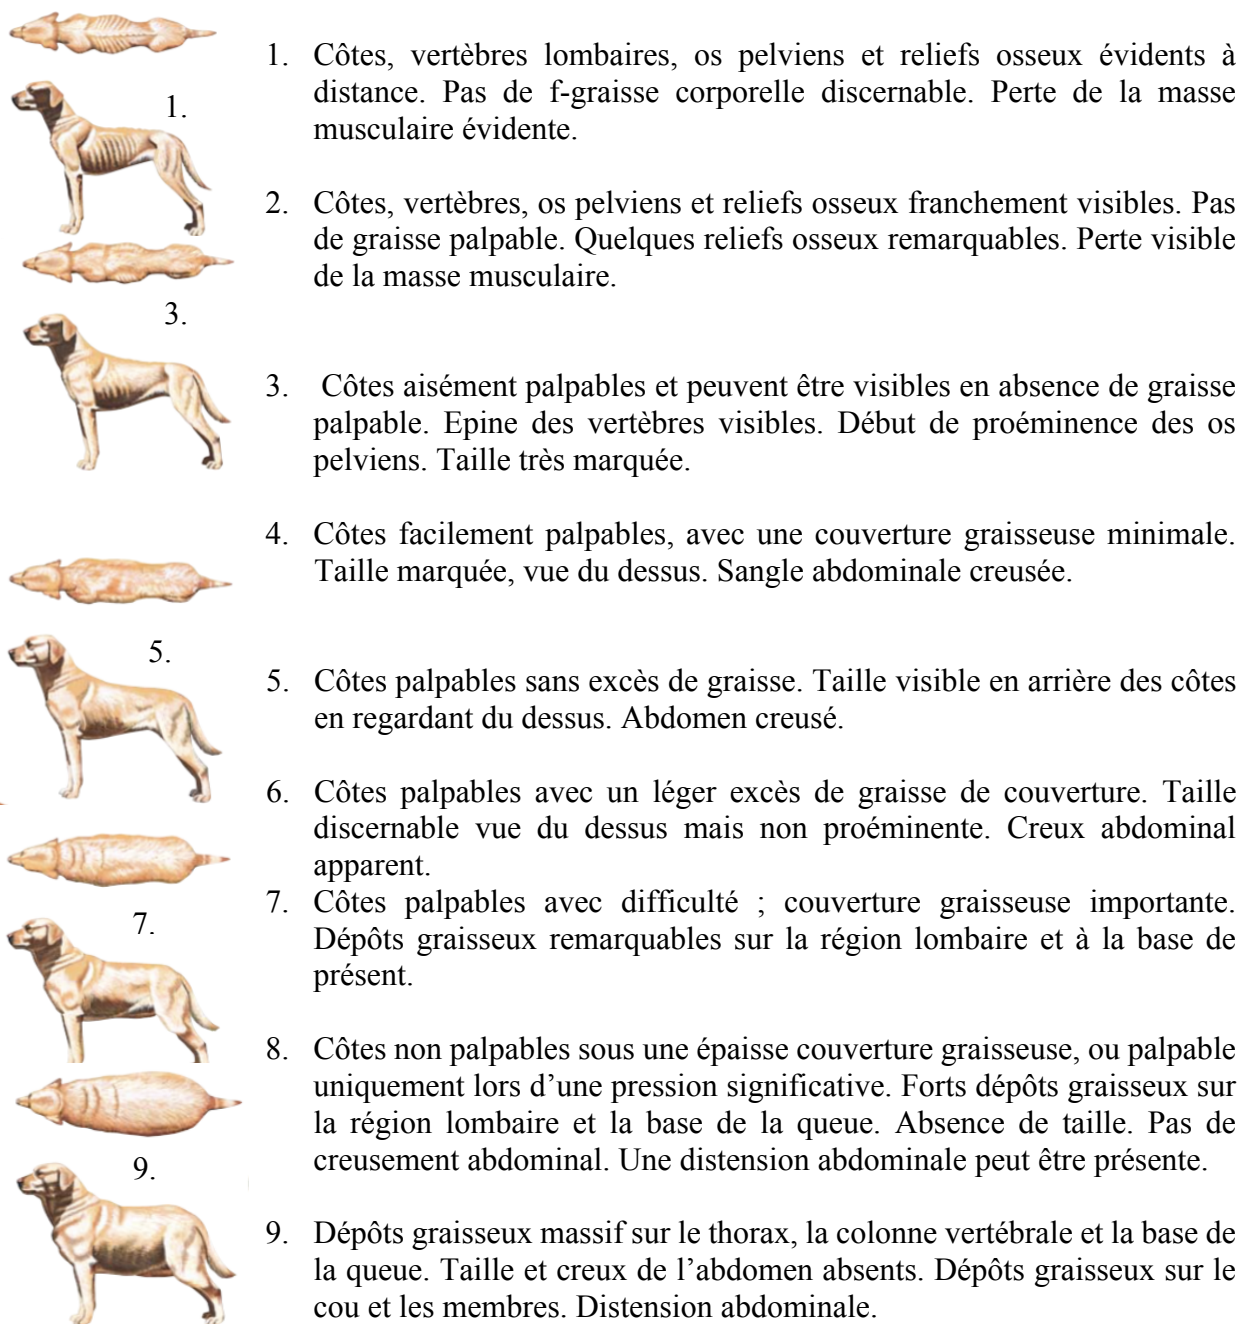 1.
3.
5.
7.
9.
1. Côtes, vertèbres lombaires, os pelviens et reliefs osseux évidents à
distance. Pas de f-graisse corporelle discernable. Perte de la masse
musculaire évidente.
2. Côtes, vertèbres, os pelviens et reliefs osseux franchement visibles. Pas
de graisse palpable. Quelques reliefs osseux remarquables. Perte visible
de la masse musculaire.
3. Côtes aisément palpables et peuvent être visibles en absence de graisse
palpable. Epine des vertèbres visibles. Début de proéminence des os
pelviens. Taille très marquée.
4. Côtes facilement palpables, avec une couverture graisseuse minimale.
Taille marquée, vue du dessus. Sangle abdominale creusée.
5. Côtes palpables sans excès de graisse. Taille visible en arrière des côtes
en regardant du dessus. Abdomen creusé.
6. Côtes palpables avec un léger excès de graisse de couverture. Taille
discernable vue du dessus mais non proéminente. Creux abdominal
apparent.
7. Côtes palpables avec difficulté ; couverture graisseuse importante.
Dépôts graisseux remarquables sur la région lombaire et à la base de
présent.
8. Côtes non palpables sous une épaisse couverture graisseuse, ou palpable
uniquement lors d’une pression significative. Forts dépôts graisseux sur
la région lombaire et la base de la queue. Absence de taille. Pas de
creusement abdominal. Une distension abdominale peut être présente.
9. Dépôts graisseux massif sur le thorax, la colonne vertébrale et la base de
la queue. Taille et creux de l’abdomen absents. Dépôts graisseux sur le
cou et les membres. Distension abdominale.